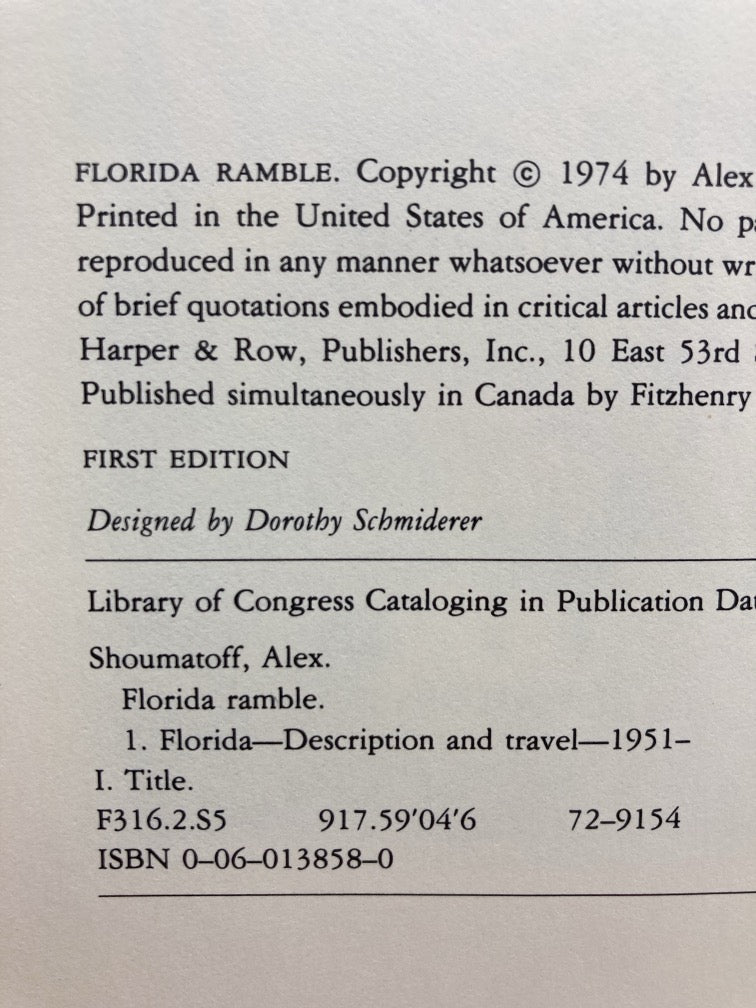 FLORIDA RAMBLE. Copyright © 1974 by Alex
Printed in the United States of America. No
reproduced in any manner whatsoever without
of brief quotations embodied in critical articles
Harper & Row, Publishers, Inc., 10 East 53rd
Published simultaneously in Canada by Fitzhenry
FIRST EDITION
Designed by Dorothy Schmiderer
Library of Congress Cataloging in Publication
Shoumatoff, Alex.
Florida ramble.
1. Florida—Description and travel—1951–
I. Title.
F316.2.S5 917.59'04'6 72–9154
ISBN 0–06–013858–0